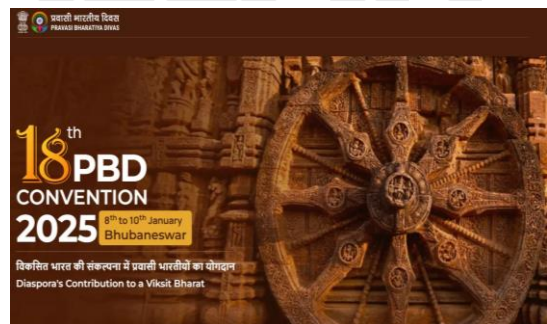 प्रवासी भारतीय दिवस
PRAVASI BHARATIYA DIVAS
18th PBD
CONVENTION
2025 8th to 10th January
Bhubaneswar
विकसित भारत की संकल्पना में प्रवासी भारतीयों का योगदान
Diaspora's Contribution to a Viksit Bharat